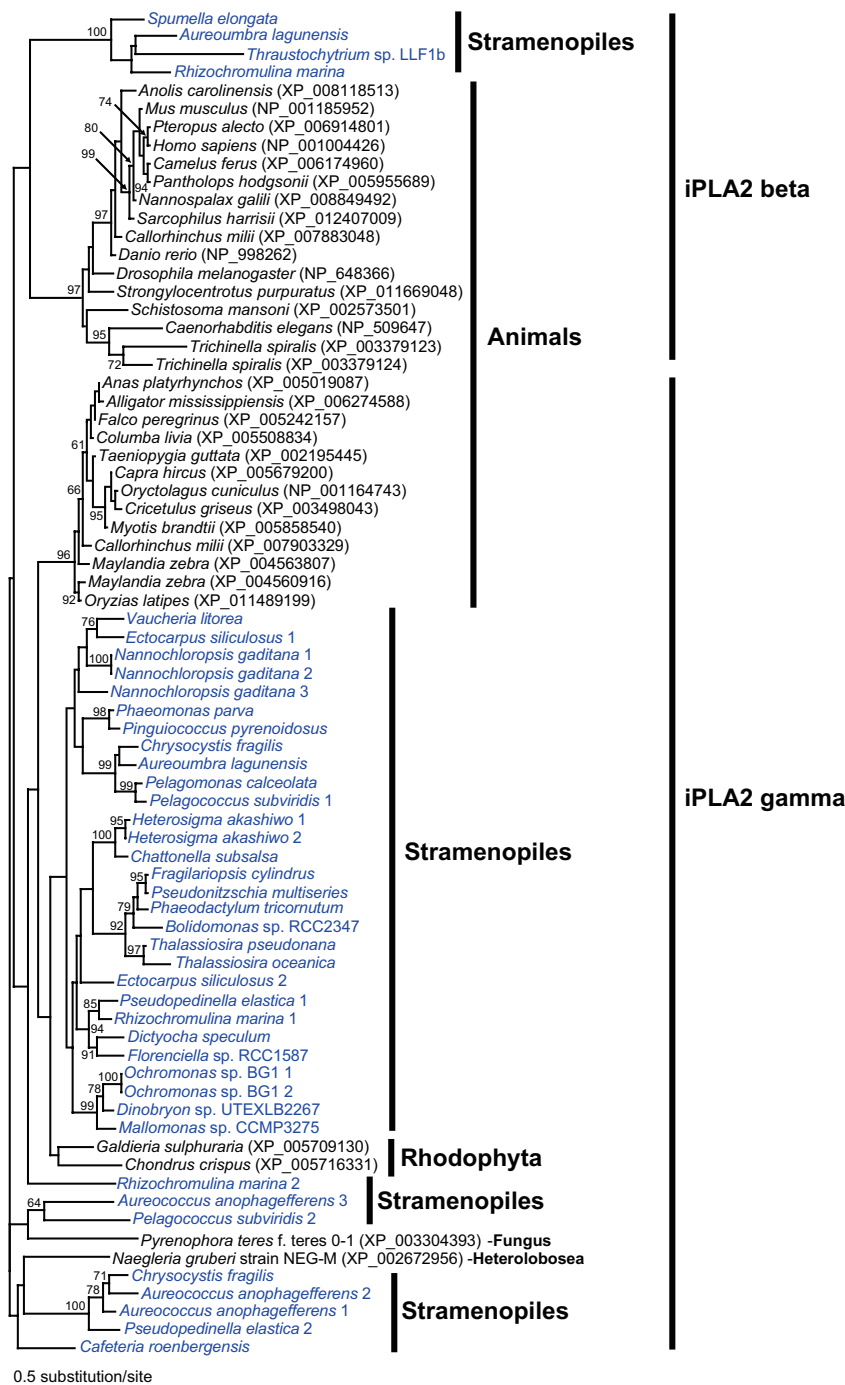 Spumella elongata
100
Aureoumbra lagunensis
Stramenopiles
Thraustochytrium sp. LLF1b
Rhizochromulina marina
Anolis carolinensis (XP_008118513)
74
Mus musculus (NP_001185952)
Pteropus alecto (XP_006914801)
80
Homo sapiens (NP_001004426)
99
Camelus ferus (XP_006174960)
Pantholops hodgsonii (XP_005955689)
94
iPLA2 beta
Nannospalax galili (XP_008849492)
97
Sarcophilus harrisii (XP_012407009)
Callorhinchus milii (XP_007883048)
Danio rerio (NP_998262)
Drosophila melanogaster (NP_648366)
97
Strongylocentrotus purpuratus (XP_011669048)
Schistosoma mansoni (XP_002573501)
95
Caenorhabditis elegans (NP_509647)
Animals
Trichinella spiralis (XP_003379123)
72
Trichinella spiralis (XP_003379124)
Anas platyrhynchos (XP_005019087)
Alligator mississippiensis (XP_006274588)
Falco peregrinus (XP_005242157)
61
Columba livia (XP_005508834)
Taeniopygia guttata (XP_002195445)
Capra hircus (XP_005679200)
66
Oryctolagus cuniculus (NP_001164743)
95
Cricetulus griseus (XP_003498043)
Myotis brandtii (XP_005858540)
Callorhinchus milii (XP_007903329)
96
Maylandia zebra (XP_004563807)
Maylandia zebra (XP_004560916)
92
Oryzias latipes (XP_011489199)
76
Vaucheria litorea
Ectocarpus siliculosus 1
100
Nannochloropsis gaditana 1
Nannochloropsis gaditana 2
Nannochloropsis gaditana 3
98
Phaeomonas parva
Pinguiococcus pyrenoidosus
Chrysocystis fragilis
99
Aureoumbra lagunensis
99
Pelagomonas calceolata
iPLA2 gamma
Pelagococcus subviridis 1
95
Heterosigma akashiwo 1
100
Heterosigma akashiwo 2
Stramenopiles
Chattonella subsalsa
95
Fragilariopsis cylindrus
Pseudonitzschia multiseries
79
Phaeodactylum tricornutum
92
Bolidomonas sp. RCC2347
97
Thalassiosira pseudonana
Thalassiosira oceanica
Ectocarpus siliculosus 2
85
Pseudopedinella elastica 1
Rhizochromulina marina 1
94
Dictyocha speculum
91
Florenciella sp. RCC1587
100
Ochromonas sp. BG1 1
78
Ochromonas sp. BG1 2
99
Dinobryon sp. UTEXLB2267
Mallomonas sp. CCMP3275
Galdieria sulphuraria (XP_005709130)
Rhodophyta
Chondrus crispus (XP_005716331)
Rhizochromulina marina 2
64
Aureococcus anophagefferens 3
Stramenopiles
Pelagococcus subviridis 2
Pyrenophora teres f. teres 0-1 (XP_003304393) -Fungus
Naegleria gruberi strain NEG-M (XP_002672956) -Heterolobosea
71
Chrysocystis fragilis
78
Aureococcus anophagefferens 2
100
Aureococcus anophagefferens 1
Stramenopiles
Pseudopedinella elastica 2
Cafeteria roenbergensis
0.5 substitution/site